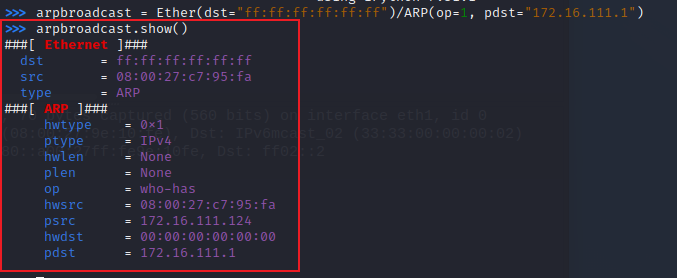 >>> arpbroadcast = Ether(dst="ff:ff:ff:ff:ff:ff")/ARP(op=1, pdst="172.16.111.1")
>>> arpbroadcast.show()
###[ Ethernet ]###
  dst       = ff:ff:ff:ff:ff:ff
  src       = 08:00:27:c7:95:fa
  type      = ARP
###[ ARP ]###
     hwtype    = 0×1
     ptype     = IPv4
     hwlen     = None
     plen      = None
     op        = who-has
     hwsrc     = 08:00:27:c7:95:fa
     psrc      = 172.16.111.124
     hwdst     = 00:00:00:00:00:00
     pdst      = 172.16.111.1